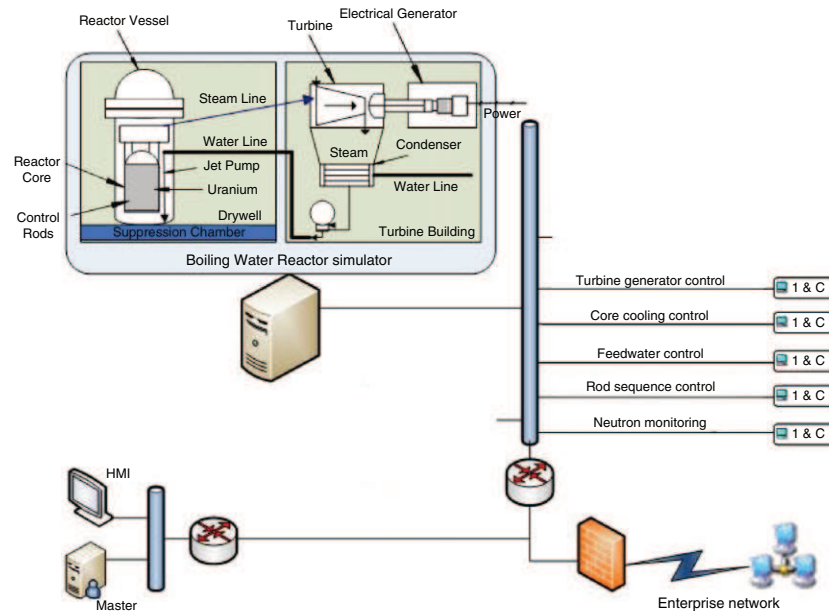 Electrical Generator
Reactor Vessel
Turbine
Steam Line
Power
Water Line
Steam
Condenser
Reactor
Core
Jet Pump
Uranium
Water Line
Control
Rods
Drywell
Suppression Chamber
Turbine Building
Boiling Water Reactor simulator
Turbine generator control
1 & C
Core cooling control
1 & C
Feedwater control
1 & C
Rod sequence control
1 & C
Neutron monitoring
1 & C
HMI
Master
Enterprise network